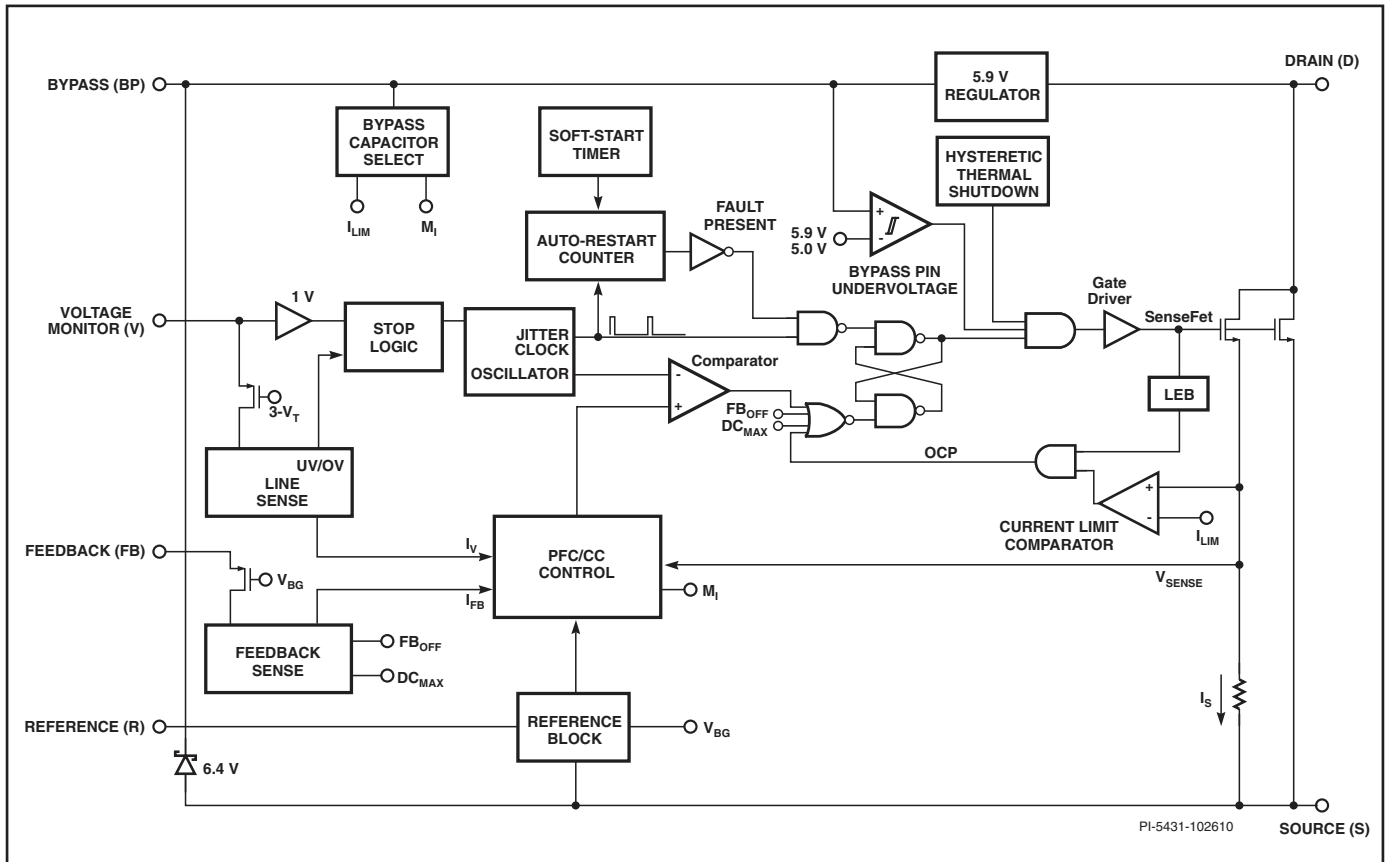 BYPASS (BP)
DRAIN (D)
5.9 V
REGULATOR
BYPASS
CAPACITOR
SELECT
SOFT-START
TIMER
HYSTERETIC
THERMAL
SHUTDOWN
I_LIM
M_I
FAULT
PRESENT
AUTO-RESTART
COUNTER
+
-
5.9 V
5.0 V
BYPASS PIN
UNDERVOLTAGE
Gate
Driver
SenseFet
VOLTAGE
MONITOR (V)
1 V
STOP
LOGIC
JITTER
CLOCK
OSCILLATOR
Comparator
-
+
3-V_T
FB_OFF
DC_MAX
LEB
OCP
UV/OV
LINE
SENSE
+
-
CURRENT LIMIT
COMPARATOR
I_LIM
FEEDBACK (FB)
V_BG
I_V
I_FB
PFC/CC
CONTROL
M_I
V_SENSE
FEEDBACK
SENSE
FB_OFF
DC_MAX
I_S
REFERENCE (R)
REFERENCE
BLOCK
V_BG
6.4 V
PI-5431-102610
SOURCE (S)